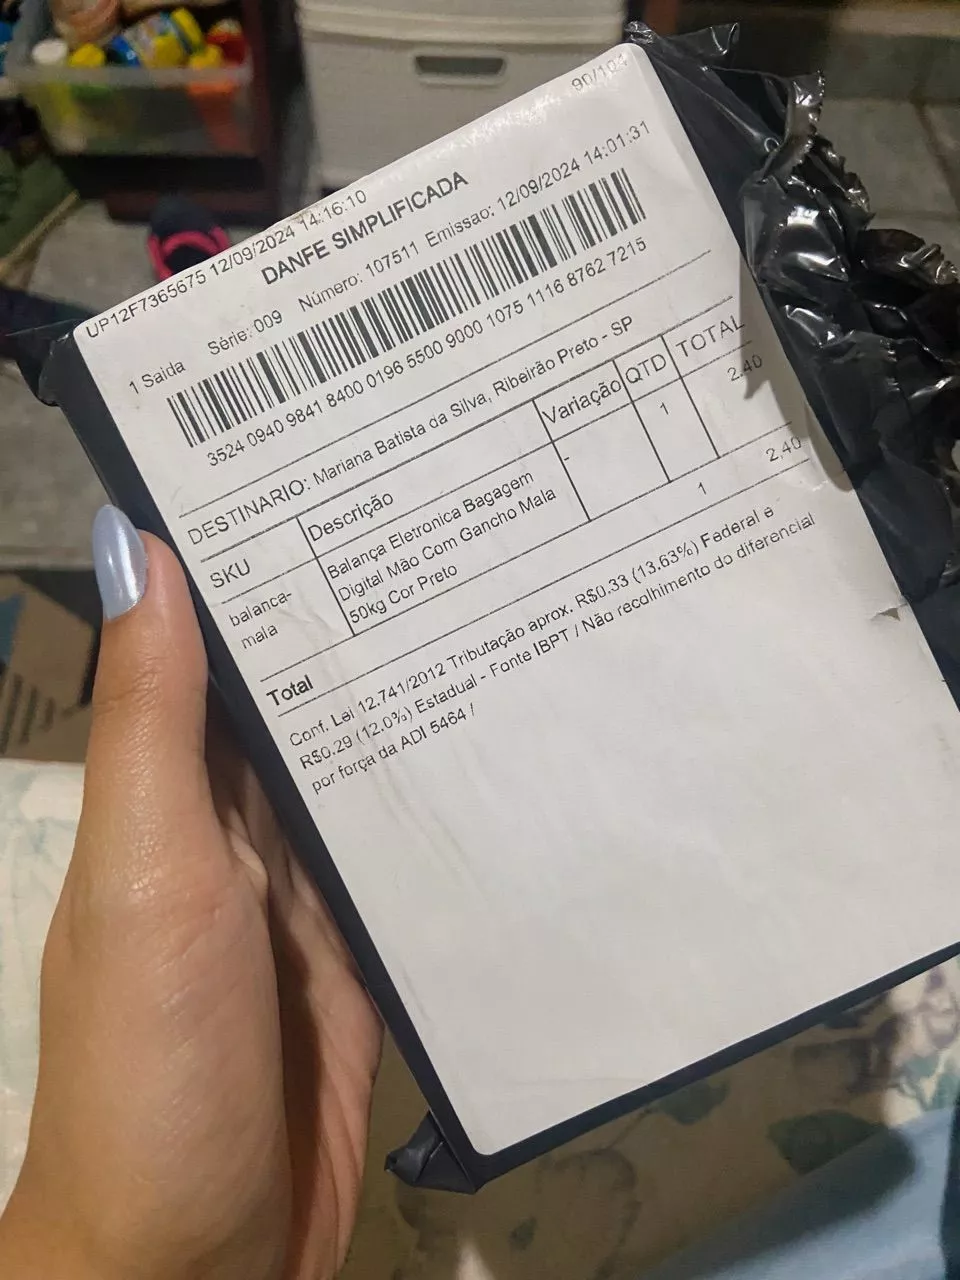 90/104
UP12F7365675 12/09/2024 14:16:10
DANFE SIMPLIFICADA
1 Saida Série: 009 Número: 107511 Emissao: 12/09/2024 14:01:31
3524 0940 9841 8400 0196 5500 9000 1075 1116 8762 7215
DESTINARIO: Mariana Batista da Silva, Ribeirão Preto - SP
SKU Descrição Variação QTD TOTAL
balanca-mala Balança Eletronica Bagagem - 1 2.40
Digital Mão Com Gancho Mala
50kg Cor Preto
Total 1 2,40
Conf. Lei 12.741/2012 Tributação aprox. R$0.33 (13.63%) Federal e
R$0.29 (12.0%) Estadual - Fonte IBPT / Não recolhimento do diferencial
por força da ADI 5464 /